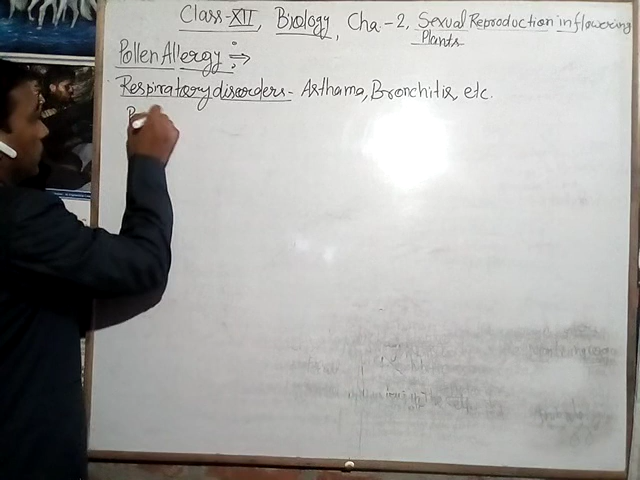 Class-XII, Biology, Cha-2, Sexual Reproduction in flowering
Plants
Pollen Allergy :⇒
Respiratory disorders- Asthama, Bronchitis, etc.
P